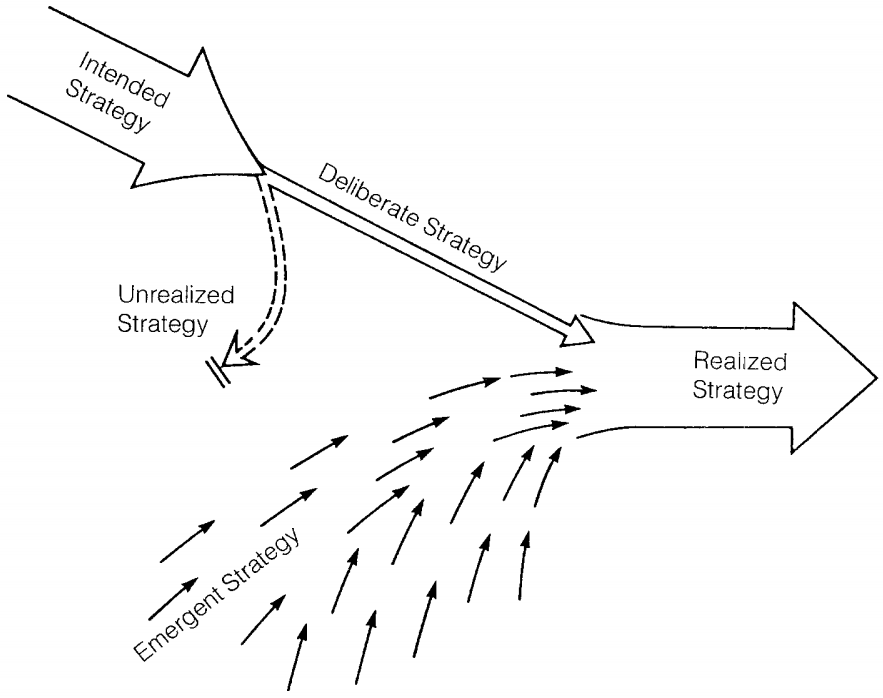 Intended
Strategy
Deliberate Strategy
Unrealized
Strategy
Realized
Strategy
Emergent Strategy